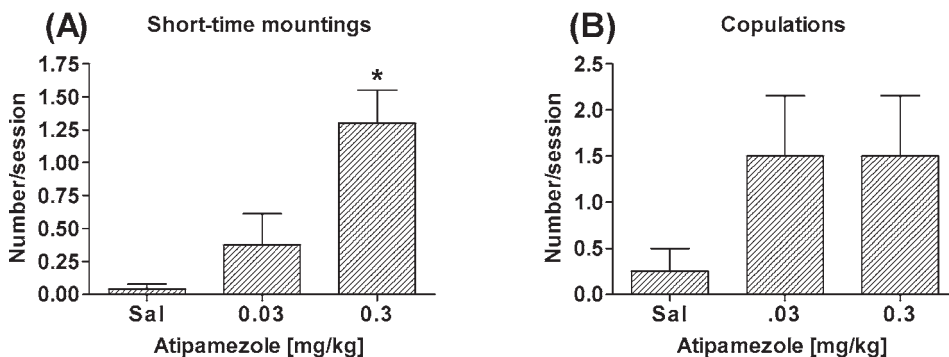 (A) Short-time mountings
Number/session
1.75
1.50
1.25
1.00
0.75
0.50
0.25
0.00
*
Sal 0.03 0.3
Atipamezole [mg/kg]
(B) Copulations
Number/session
2.5
2.0
1.5
1.0
0.5
0.0
Sal .03 0.3
Atipamezole [mg/kg]